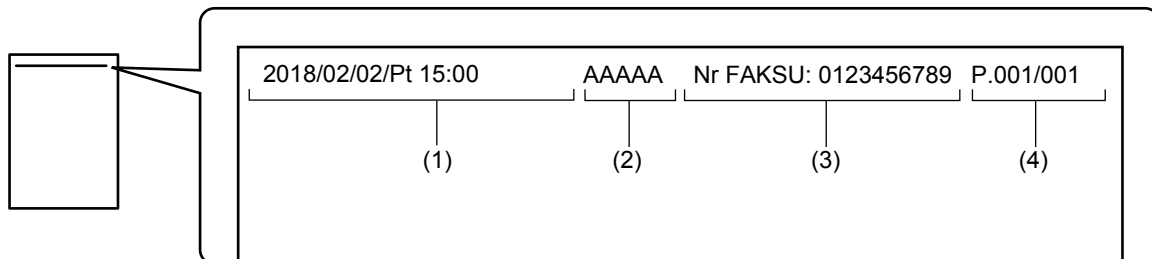 2018/02/02/Pt 15:00 AAAAA Nr FAKSU: 0123456789 P.001/001
(1) (2) (3) (4)